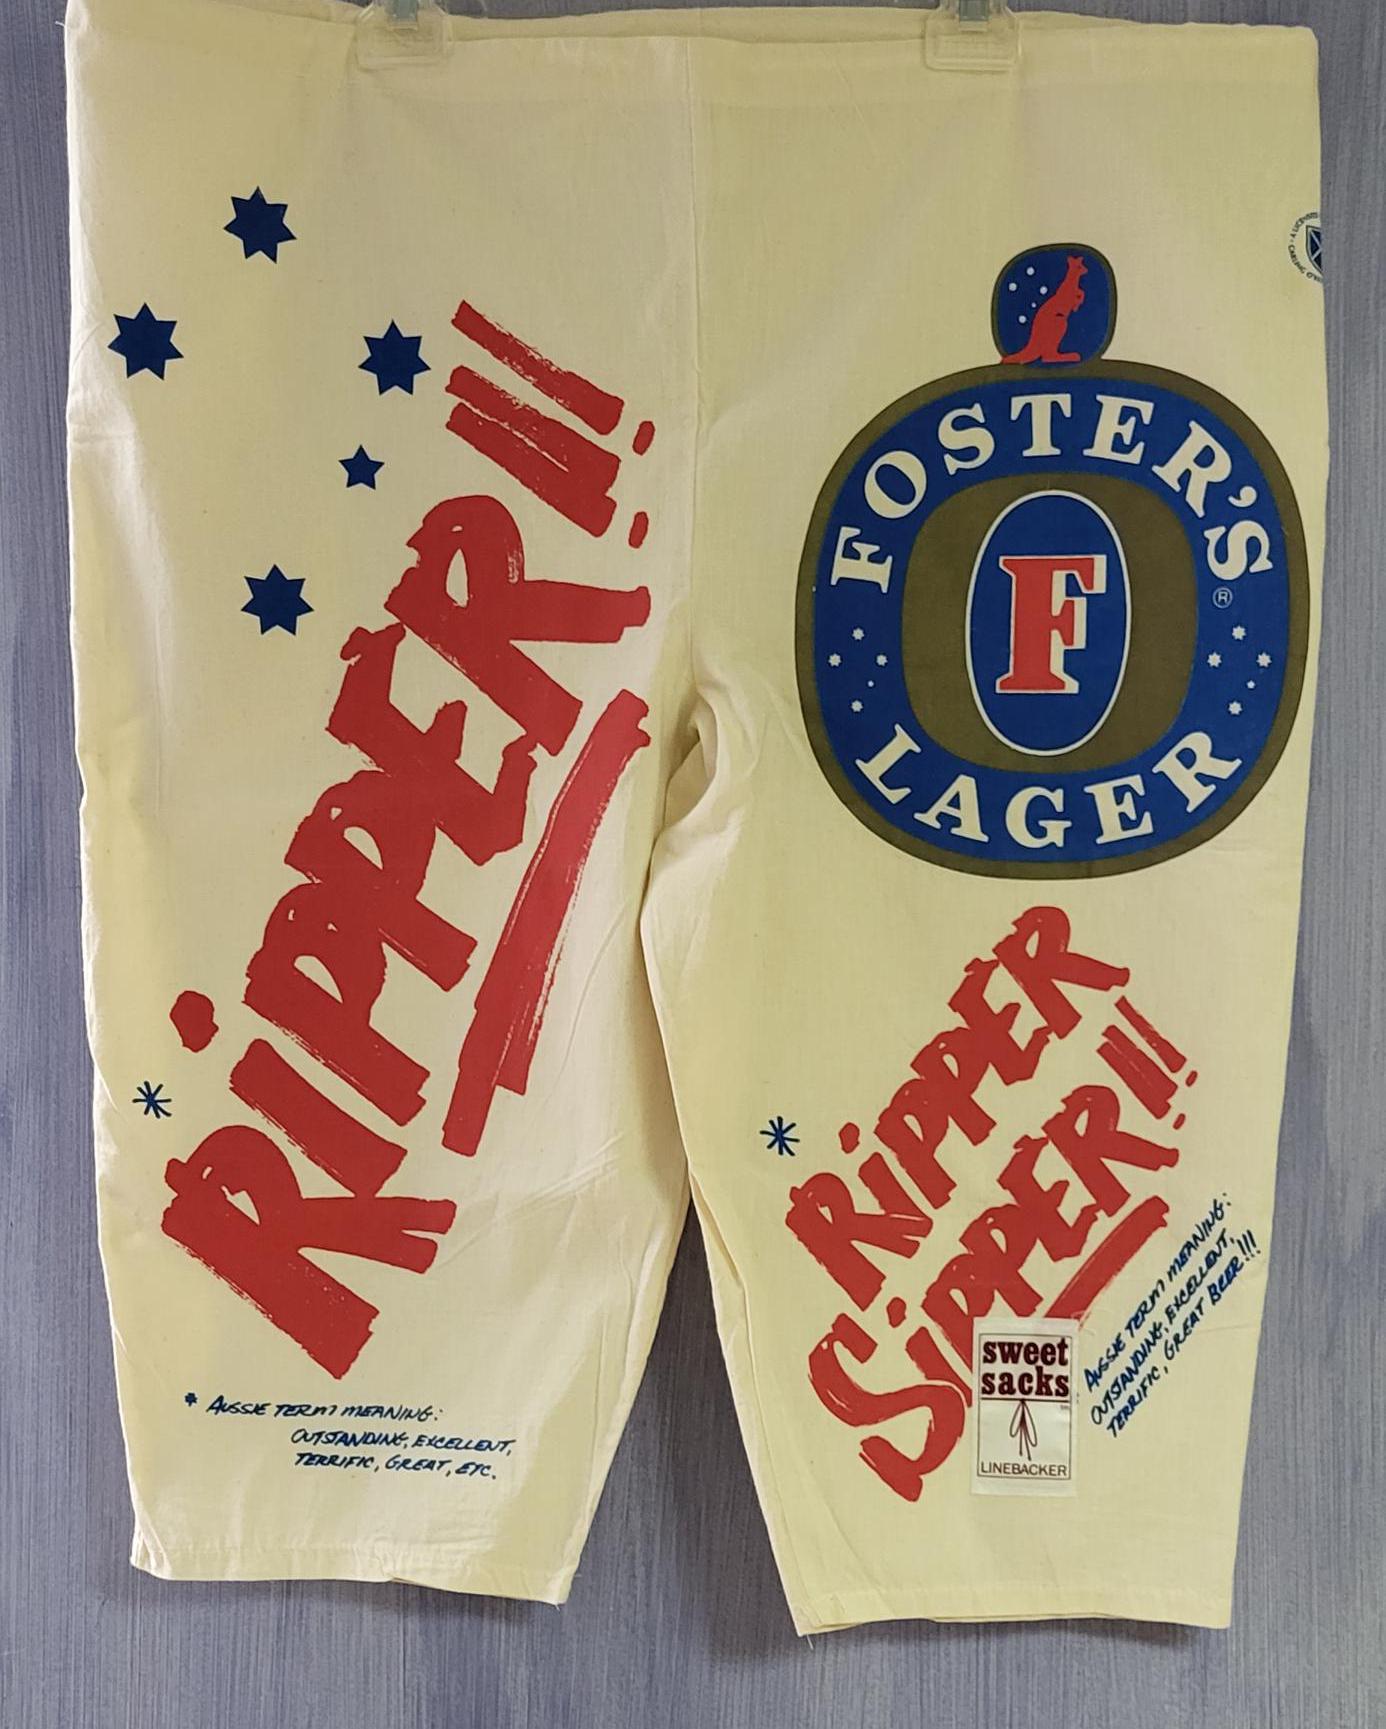 * RIPPER!!
* AUSSIE TERM MEANING:
OUTSTANDING, EXCELLENT,
TERRIFIC, GREAT, ETC.
FOSTER'S
F
®
LAGER
* RIPPER
SIPPER!!
AUSSIE TERM MEANING:
OUTSTANDING, EXCELLENT,
TERRIFIC, GREAT BEER!!!
sweet
sacks
LINEBACKER